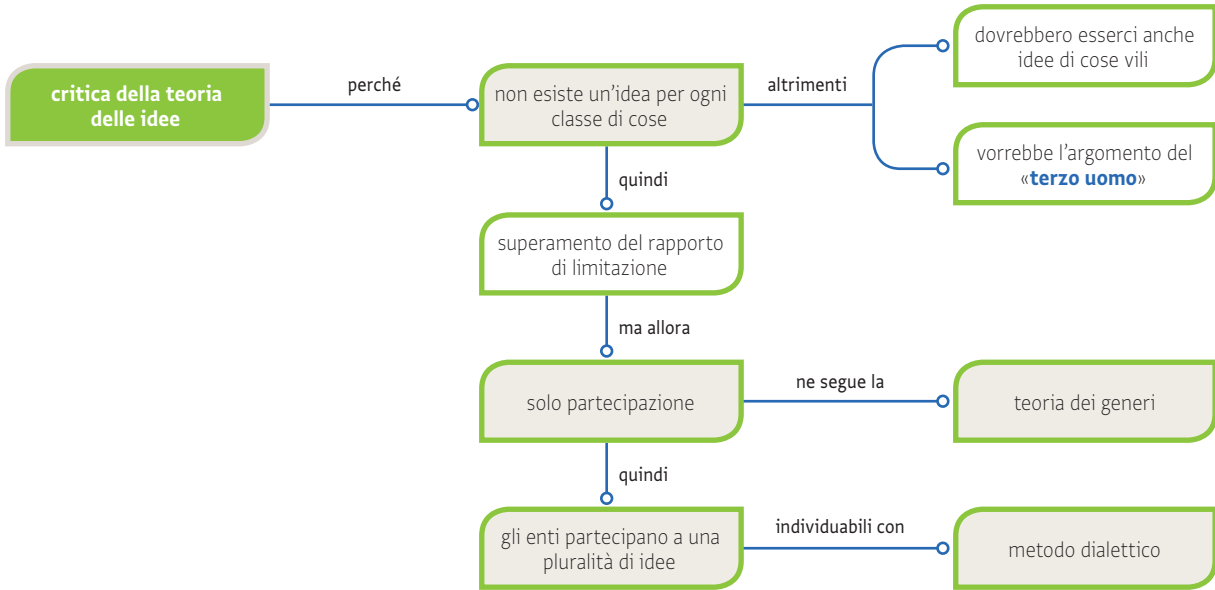 critica della teoria
delle idee
perché
non esiste un'idea per ogni
classe di cose
altrimenti
dovrebbero esserci anche
idee di cose vili
vorrebbe l'argomento del
«terzo uomo»
quindi
superamento del rapporto
di limitazione
ma allora
solo partecipazione
ne segue la
teoria dei generi
quindi
gli enti partecipano a una
pluralità di idee
individuabili con
metodo dialettico